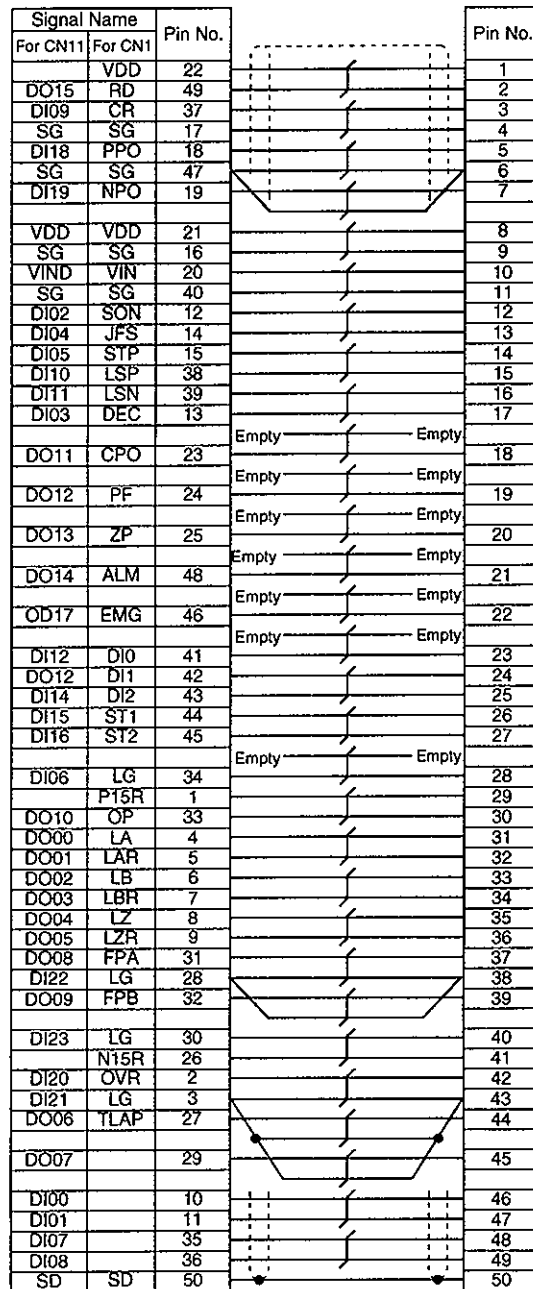 Signal Name Pin No. Pin No.
For CN11 For CN1
VDD 22 1
DO15 RD 49 2
DI09 CR 37 3
SG SG 17 4
DI18 PPO 18 5
SG SG 47 6
DI19 NPO 19 7
VDD VDD 21 8
SG SG 16 9
VIND VIN 20 10
SG SG 40 11
DI02 SON 12 12
DI04 JFS 14 13
DI05 STP 15 14
DI10 LSP 38 15
DI11 LSN 39 16
DI03 DEC 13 17
Empty Empty
DO11 CPO 23 18
Empty Empty
DO12 PF 24 19
Empty Empty
DO13 ZP 25 20
Empty Empty
DO14 ALM 48 21
Empty Empty
OD17 EMG 46 22
Empty Empty
DI12 DI0 41 23
DO12 DI1 42 24
DI14 DI2 43 25
DI15 ST1 44 26
DI16 ST2 45 27
Empty Empty
DI06 LG 34 28
P15R 1 29
DO10 OP 33 30
DO00 LA 4 31
DO01 LAR 5 32
DO02 LB 6 33
DO03 LBR 7 34
DO04 LZ 8 35
DO05 LZR 9 36
DO08 FPA 31 37
DI22 LG 28 38
DO09 FPB 32 39
DI23 LG 30 40
N15R 26 41
DI20 OVR 2 42
DI21 LG 3 43
DO06 TLAP 27 44
DO07 29 45
DI00 10 46
DI01 11 47
DI07 35 48
DI08 36 49
SD SD 50 50